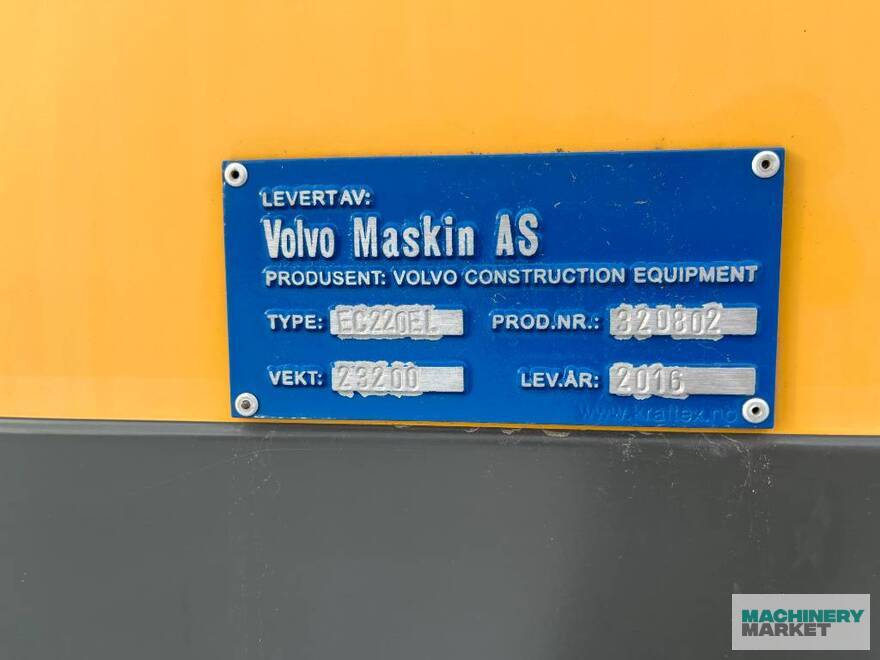 LEVERT AV:
Volvo Maskin AS
PRODUSENT: VOLVO CONSTRUCTION EQUIPMENT
TYPE: EC220EL PROD.NR.: 320802
VEKT: 23200 LEV.ÅR: 2016
www.kraftex.no
MACHINERY
MARKET